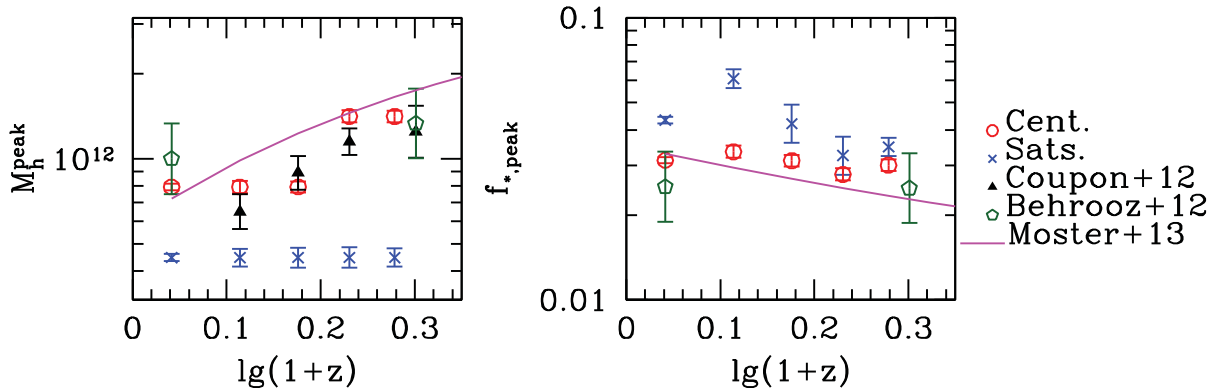 M_h^peak
10^12
0 0.1 0.2 0.3
lg(1+z)
f_*,peak
0.1
0.01
0 0.1 0.2 0.3
lg(1+z)
Cent.
Sats.
Coupon+12
Behrooz+12
Moster+13